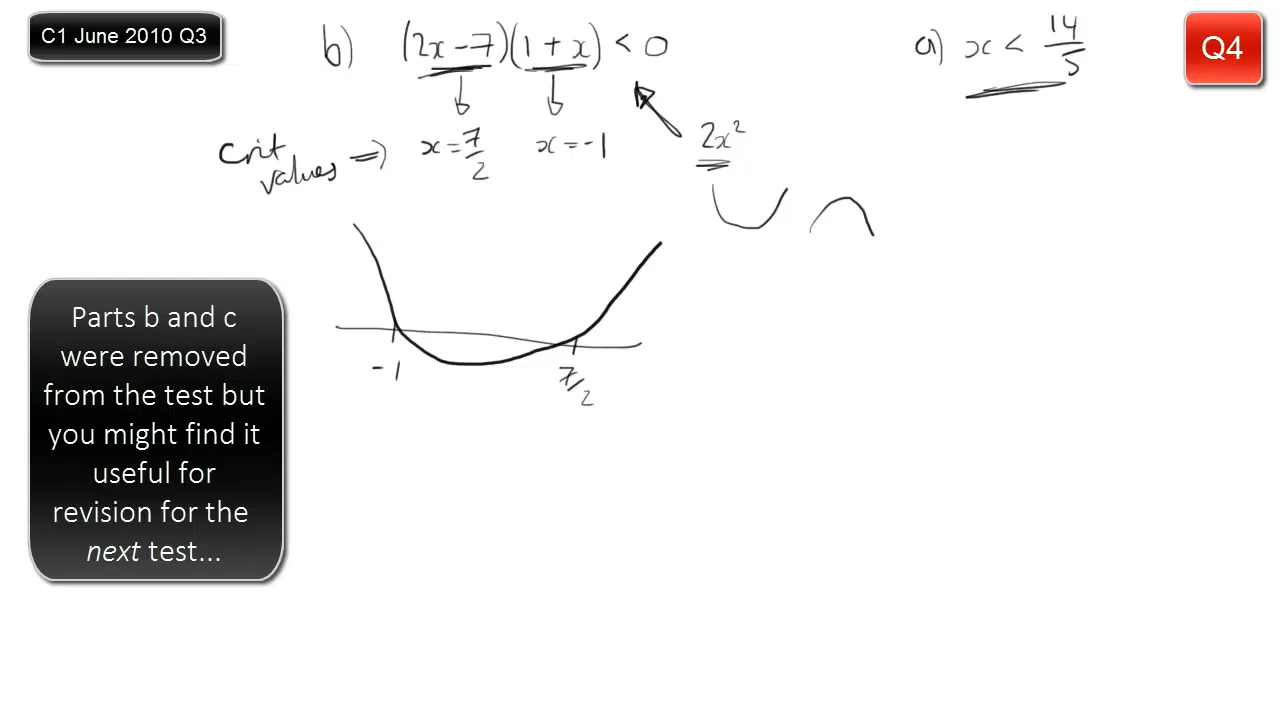 C1 June 2010 Q3
b) (2x - 7)(1 + x) < 0
a) x < 14/5
Q4
crit values ⇒ x = 7/2 x = -1
2x²
-1
7/2
Parts b and c
were removed
from the test but
you might find it
useful for
revision for the
next test...